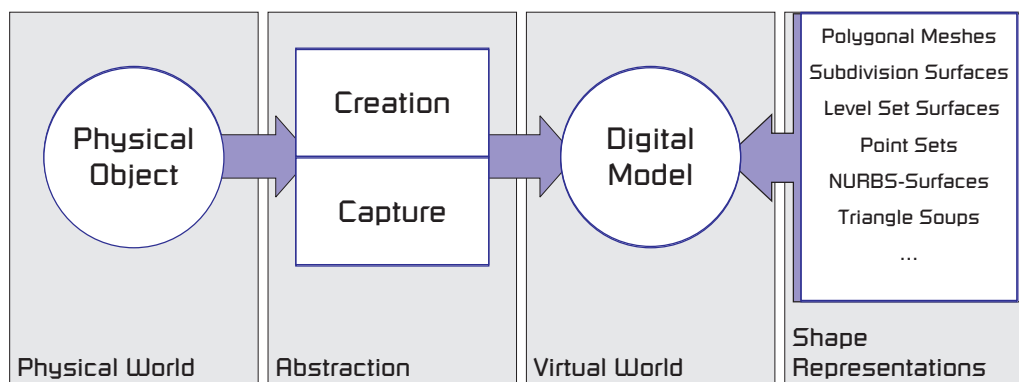 Physical
Object
Physical World
Creation
Capture
Abstraction
Digital
Model
Virtual World
Polygonal Meshes
Subdivision Surfaces
Level Set Surfaces
Point Sets
NURBS-Surfaces
Triangle Soups
...
Shape
Representations